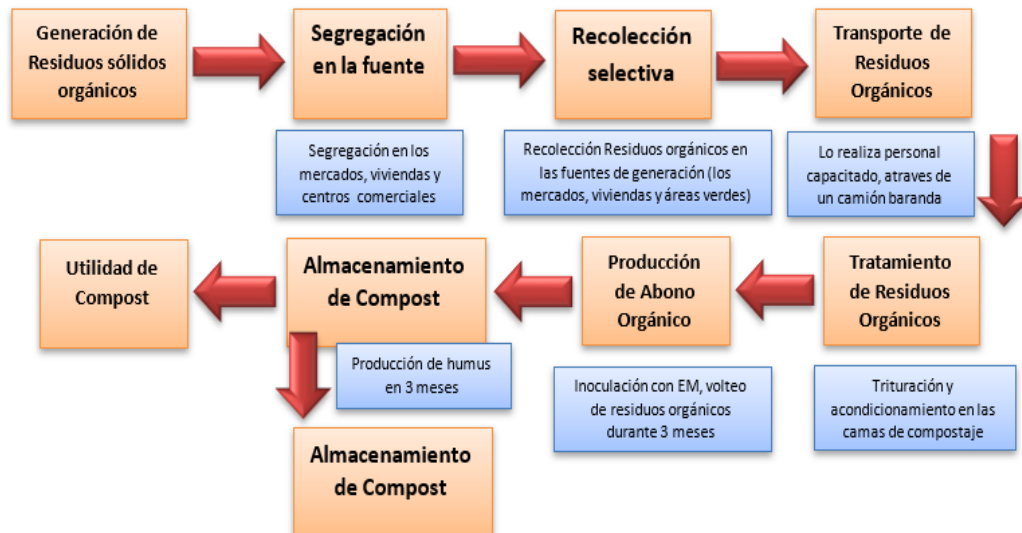 Generación de
Residuos sólidos
orgánicos
Segregación
en la fuente
Recolección
selectiva
Transporte de
Residuos
Orgánicos
Segregación en los
mercados, viviendas y
centros comerciales
Recolección Residuos orgánicos en
las fuentes de generación (los
mercados, viviendas y áreas verdes)
Lo realiza personal
capacitado, atraves de
un camión baranda
Tratamiento
de Residuos
Orgánicos
Trituración y
acondicionamiento en las
camas de compostaje
Producción
de Abono
Orgánico
Inoculación con EM, volteo
de residuos orgánicos
durante 3 meses
Almacenamiento
de Compost
Utilidad de
Compost
Producción de humus
en 3 meses
Almacenamiento
de Compost